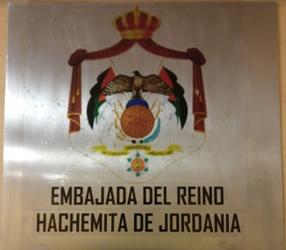 EMBAJADA DEL REINO
HACHEMITA DE JORDANIA